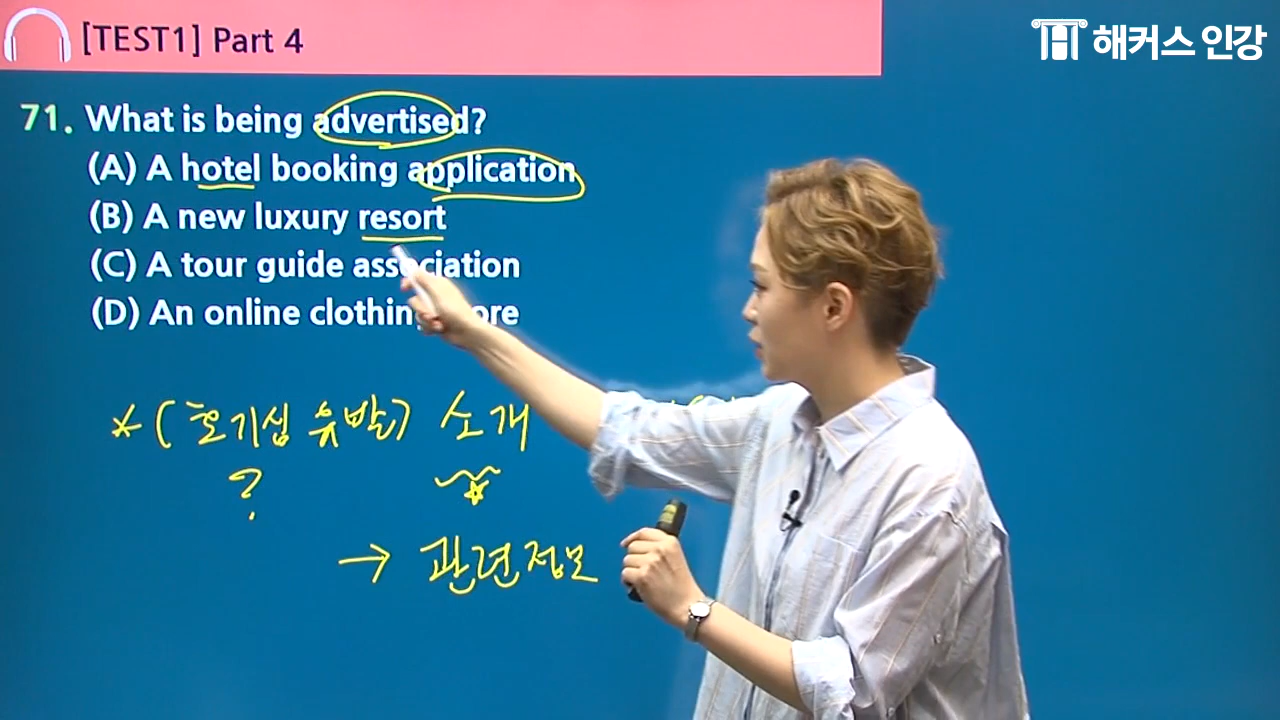 [TEST1] Part 4
해커스 인강
71. What is being advertised?
(A) A hotel booking application
(B) A new luxury resort
(C) A tour guide association
(D) An online clothing
*(호기심 유발) 소개
?
→ 관련정보